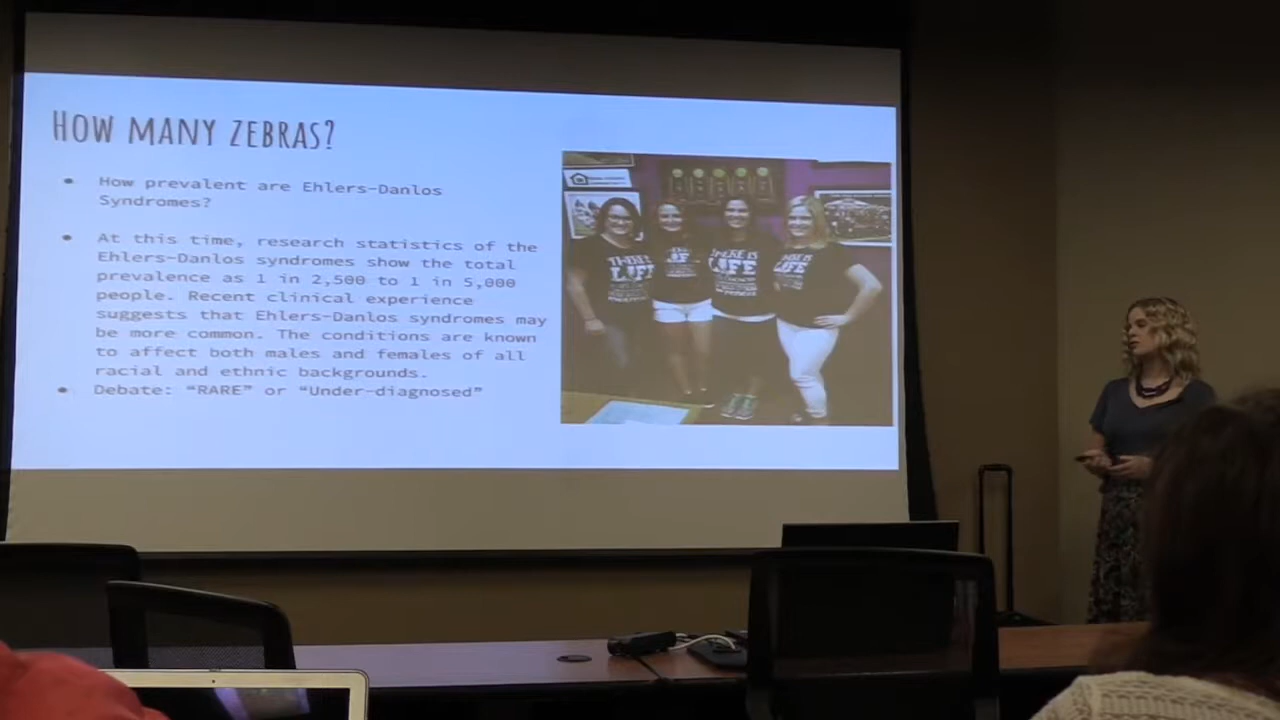 HOW MANY ZEBRAS?
● How prevalent are Ehlers-Danlos
Syndromes?
● At this time, research statistics of the
Ehlers-Danlos syndromes show the total
prevalence as 1 in 2,500 to 1 in 5,000
people. Recent clinical experience
suggests that Ehlers-Danlos syndromes may
be more common. The conditions are known
to affect both males and females of all
racial and ethnic backgrounds.
● Debate: “RARE” or “Under-diagnosed”
THERE IS
LIFE